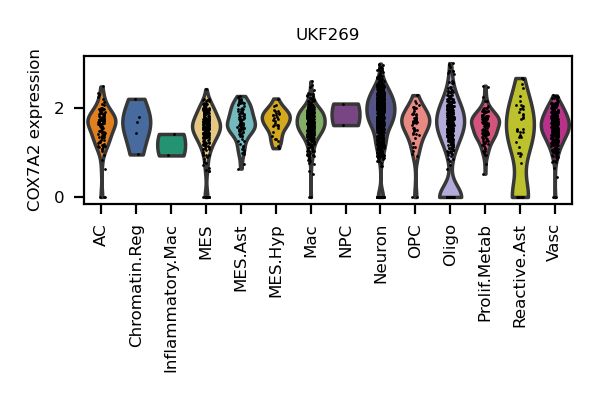 UKF269
COX7A2 expression
2
0
AC
Chromatin.Reg
Inflammatory.Mac
MES
MES.Ast
MES.Hyp
Mac
NPC
Neuron
OPC
Oligo
Prolif.Metab
Reactive.Ast
Vasc